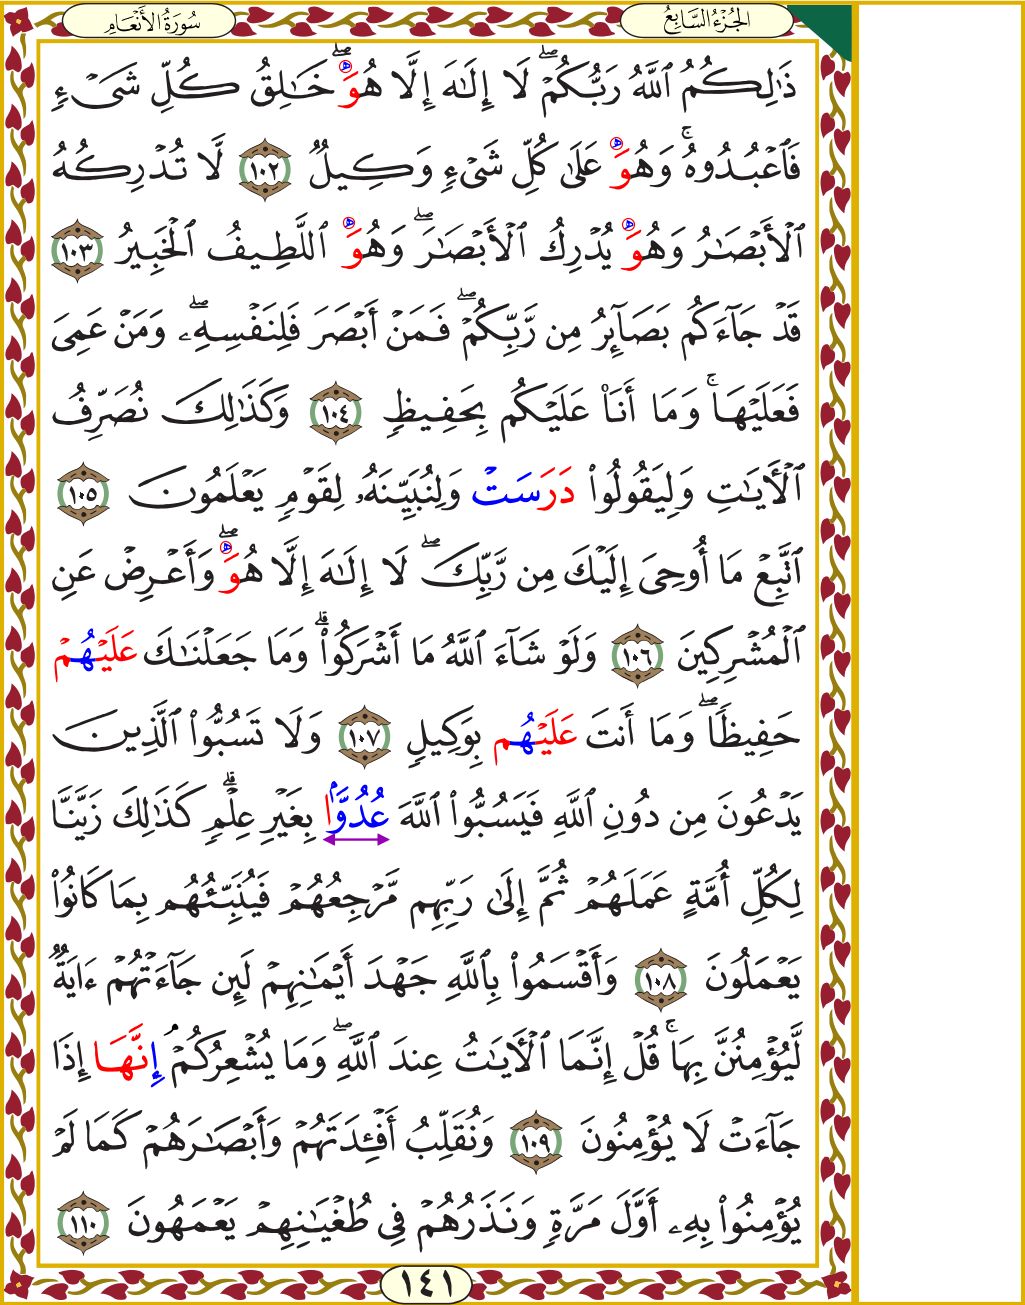 سُورَةُ الأَنْعَامِ
الجُزْءُ السَّابِعُ
ذَٰلِكُمُ ٱللَّهُ رَبُّكُمْۖ لَا إِلَٰهَ إِلَّا هُوَۖ خَٰلِقُ كُلِّ شَىْءٍ
فَٱعْبُدُوهُۚ وَهُوَ عَلَىٰ كُلِّ شَىْءٍ وَكِيلٌ ١٠٢ لَّا تُدْرِكُهُ
ٱلْأَبْصَٰرُ وَهُوَ يُدْرِكُ ٱلْأَبْصَٰرَۖ وَهُوَ ٱللَّطِيفُ ٱلْخَبِيرُ ١٠٣
قَدْ جَآءَكُم بَصَآئِرُ مِن رَّبِّكُمْۖ فَمَنْ أَبْصَرَ فَلِنَفْسِهِۦۖ وَمَنْ عَمِىَ
فَعَلَيْهَاۚ وَمَا أَنَا۠ عَلَيْكُم بِحَفِيظٍ ١٠٤ وَكَذَٰلِكَ نُصَرِّفُ
ٱلْأَيَٰتِ وَلِيَقُولُوا۟ دَرَسَتْ وَلِنُبَيِّنَهُۥ لِقَوْمٍ يَعْلَمُونَ ١٠٥
ٱتَّبِعْ مَا أُوحِىَ إِلَيْكَ مِن رَّبِّكَۖ لَا إِلَٰهَ إِلَّا هُوَۖ وَأَعْرِضْ عَنِ
ٱلْمُشْرِكِينَ ١٠٦ وَلَوْ شَآءَ ٱللَّهُ مَا أَشْرَكُوا۟ۗ وَمَا جَعَلْنَٰكَ عَلَيْهُمْ
حَفِيظًاۖ وَمَا أَنتَ عَلَيْهُم بِوَكِيلٍ ١٠٧ وَلَا تَسُبُّوا۟ ٱلَّذِينَ
يَدْعُونَ مِن دُونِ ٱللَّهِ فَيَسُبُّوا۟ ٱللَّهَ عُدُوًّا بِغَيْرِ عِلْمٍۗ كَذَٰلِكَ زَيَّنَّا
لِكُلِّ أُمَّةٍ عَمَلَهُمْ ثُمَّ إِلَىٰ رَبِّهِم مَّرْجِعُهُمْ فَيُنَبِّئُهُم بِمَا كَانُوا۟
يَعْمَلُونَ ١٠٨ وَأَقْسَمُوا۟ بِٱللَّهِ جَهْدَ أَيْمَٰنِهِمْ لَئِن جَآءَتْهُمْ ءَايَةٌ
لَّيُؤْمِنُنَّ بِهَاۚ قُلْ إِنَّمَا ٱلْأَيَٰتُ عِندَ ٱللَّهِۖ وَمَا يُشْعِرُكُمْ إِنَّهَا إِذَا
جَآءَتْ لَا يُؤْمِنُونَ ١٠٩ وَنُقَلِّبُ أَفْـِٔدَتَهُمْ وَأَبْصَٰرَهُمْ كَمَا لَمْ
يُؤْمِنُوا۟ بِهِۦ أَوَّلَ مَرَّةٍ وَنَذَرُهُمْ فِى طُغْيَٰنِهِمْ يَعْمَهُونَ ١١٠
١٤١